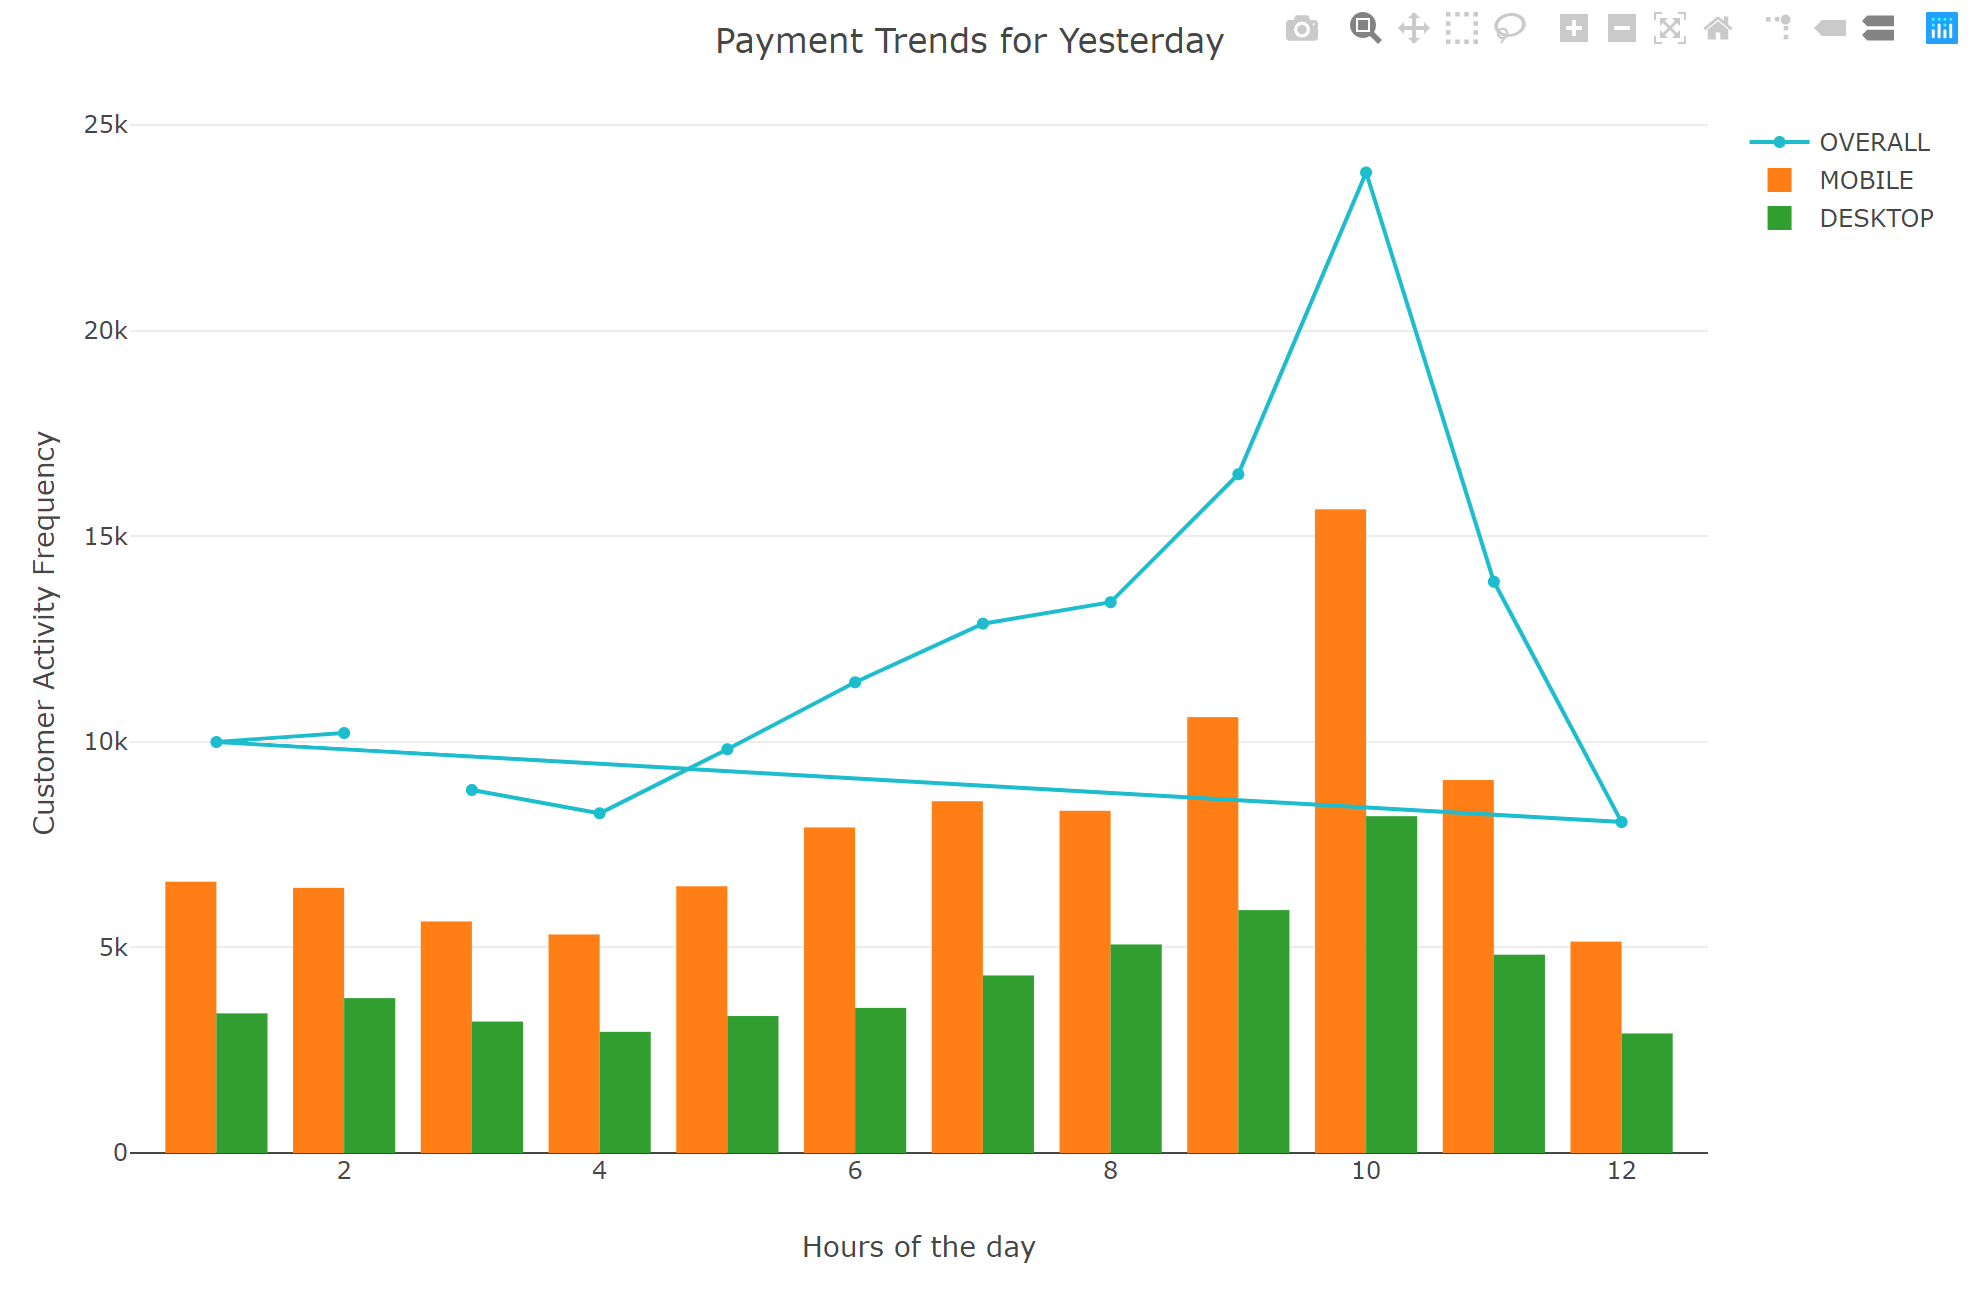 Payment Trends for Yesterday
OVERALL
MOBILE
DESKTOP
25k
20k
15k
10k
5k
0
Customer Activity Frequency
2
4
6
8
10
12
Hours of the day